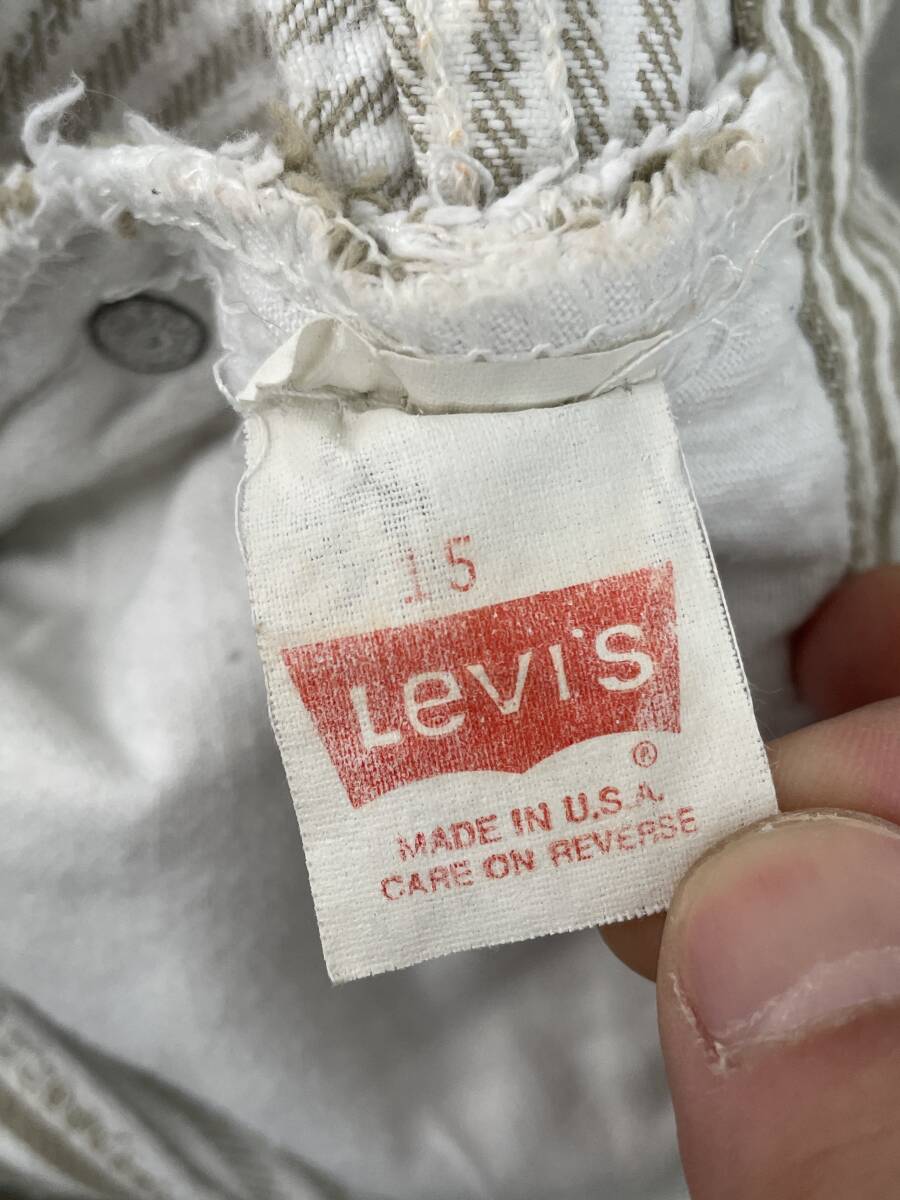 15
Levi's
®
MADE IN U.S.A.
CARE ON REVERSE